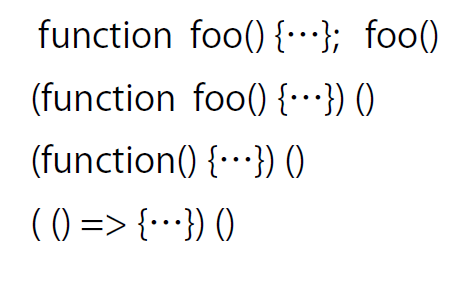 function foo() {⋯}; foo()
(function foo() {⋯}) ()
(function() {⋯}) ()
( () => {⋯}) ()